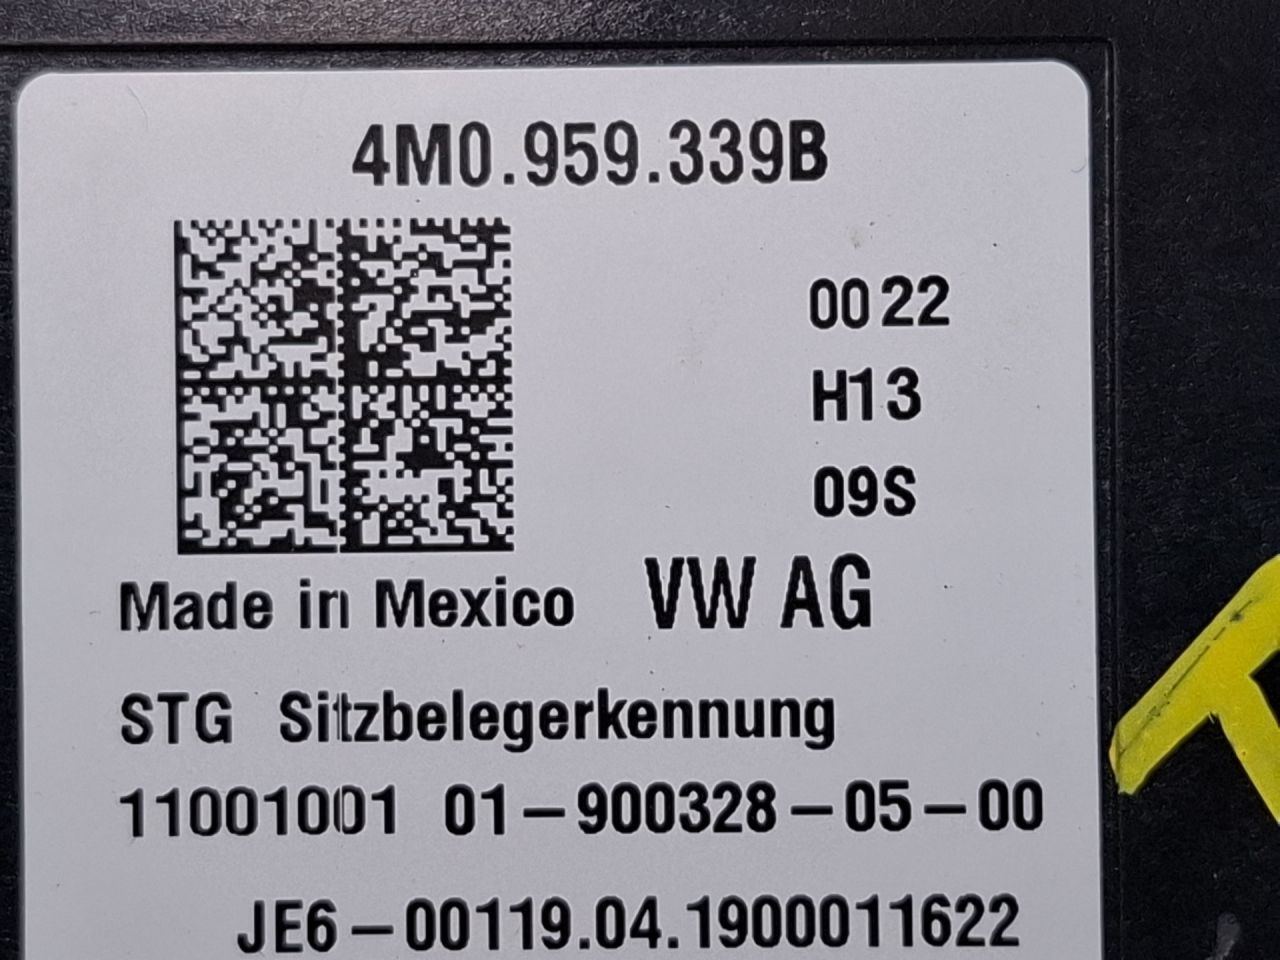 4M0.959.339B
0022
H13
09S
Made in Mexico VW AG
STG Sitzbelegerkennung
11001001 01-900328-05-00
JE6-00119.04.1900011622